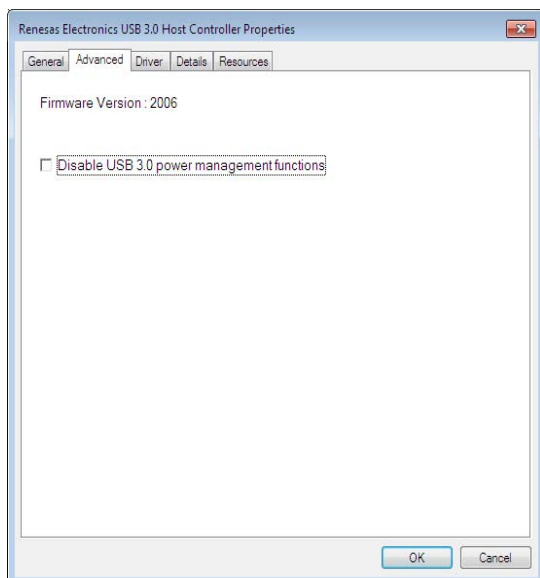 Renesas Electronics USB 3.0 Host Controller Properties
General Advanced Driver Details Resources
Firmware Version : 2006
Disable USB 3.0 power management functions
OK Cancel